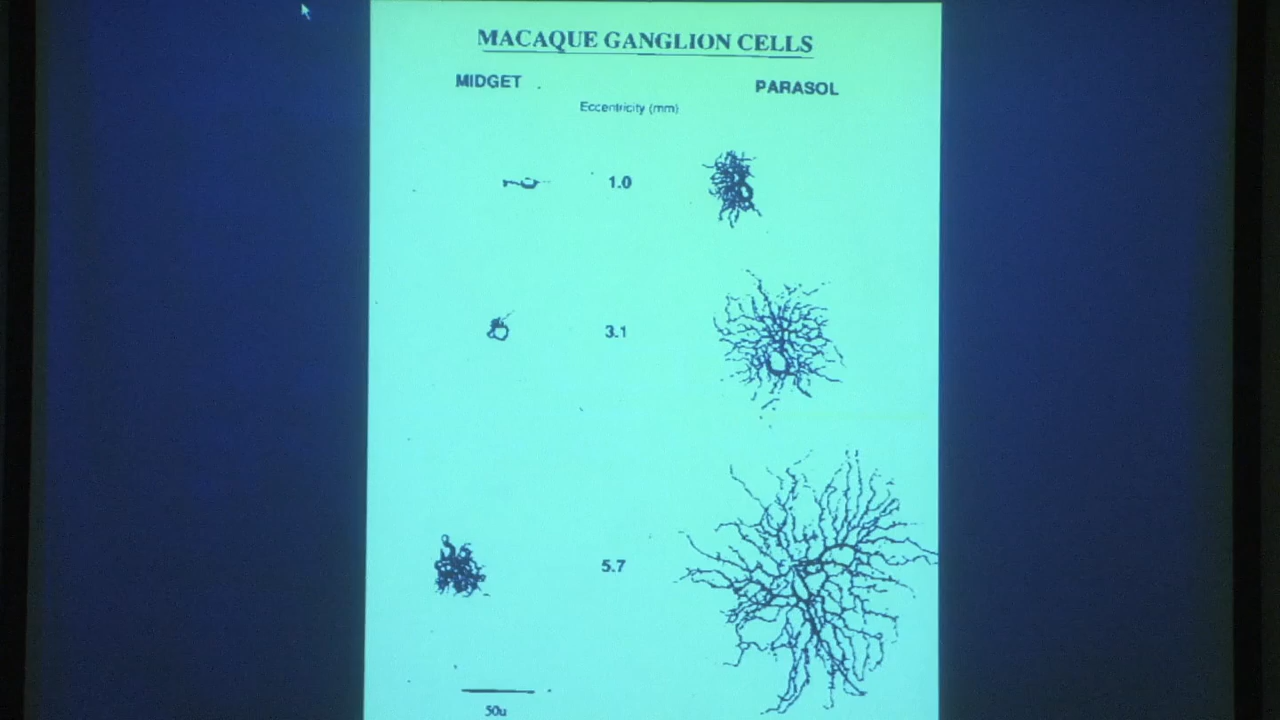 MACAQUE GANGLION CELLS
MIDGET
PARASOL
Eccentricity (mm)
1.0
3.1
5.7
50u